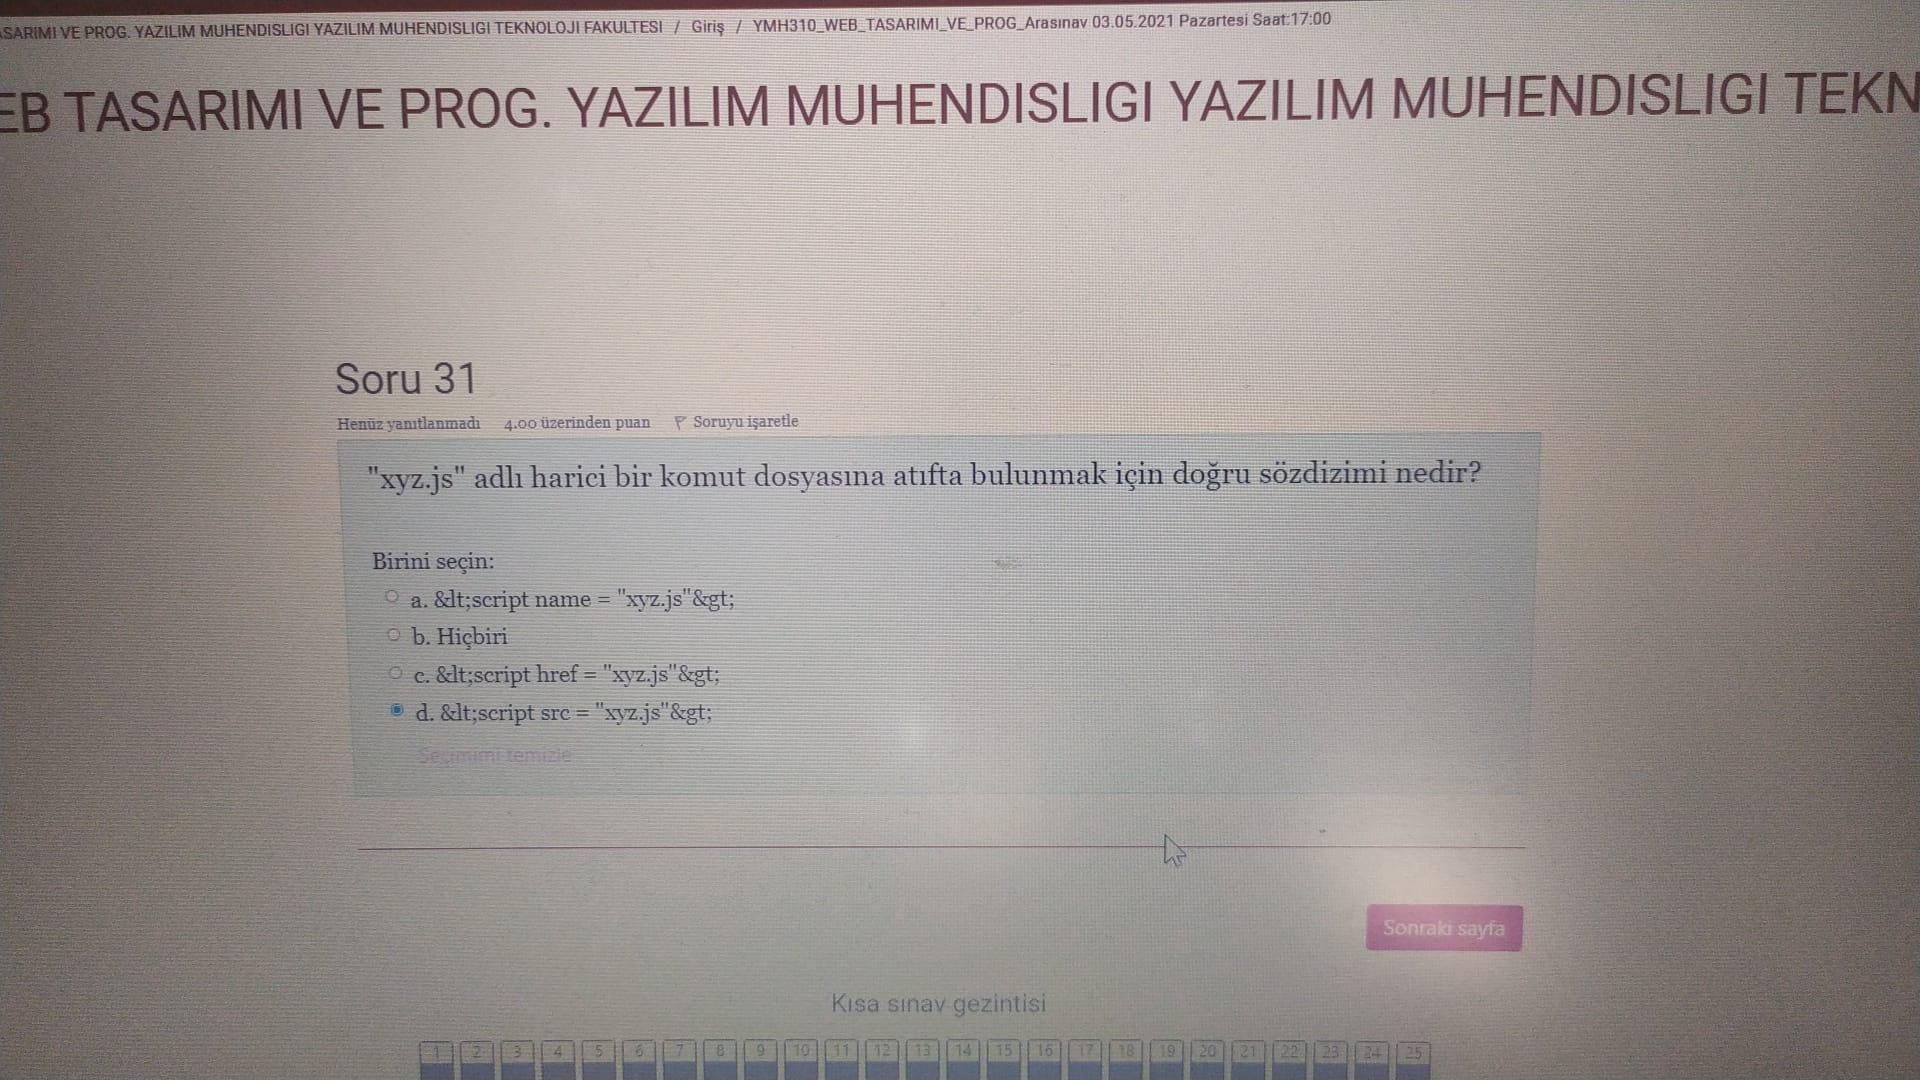 ASARIMI VE PROG. YAZILIM MUHENDISLIGI YAZILIM MUHENDISLIGI TEKNOLOJI FAKULTESI / Giriş / YMH310_WEB_TASARIMI_VE_PROG_Arasınav 03.05.2021 Pazartesi Saat:17:00
EB TASARIMI VE PROG. YAZILIM MUHENDISLIGI YAZILIM MUHENDISLIGI TEKN
Soru 31
Henüz yanıtlanmadı 4.00 üzerinden puan Soruyu işaretle
"xyz.js" adlı harici bir komut dosyasına atıfta bulunmak için doğru sözdizimi nedir?
Birini seçin:
a. &lt;script name = "xyz.js"&gt;
b. Hiçbiri
c. &lt;script href = "xyz.js"&gt;
d. &lt;script src = "xyz.js"&gt;
Seçimimi temizle
Sonraki sayfa
Kısa sınav gezintisi
1 2 3 4 5 6 7 8 9 10 11 12 13 14 15 16 17 18 19 20 21 22 23 24 25